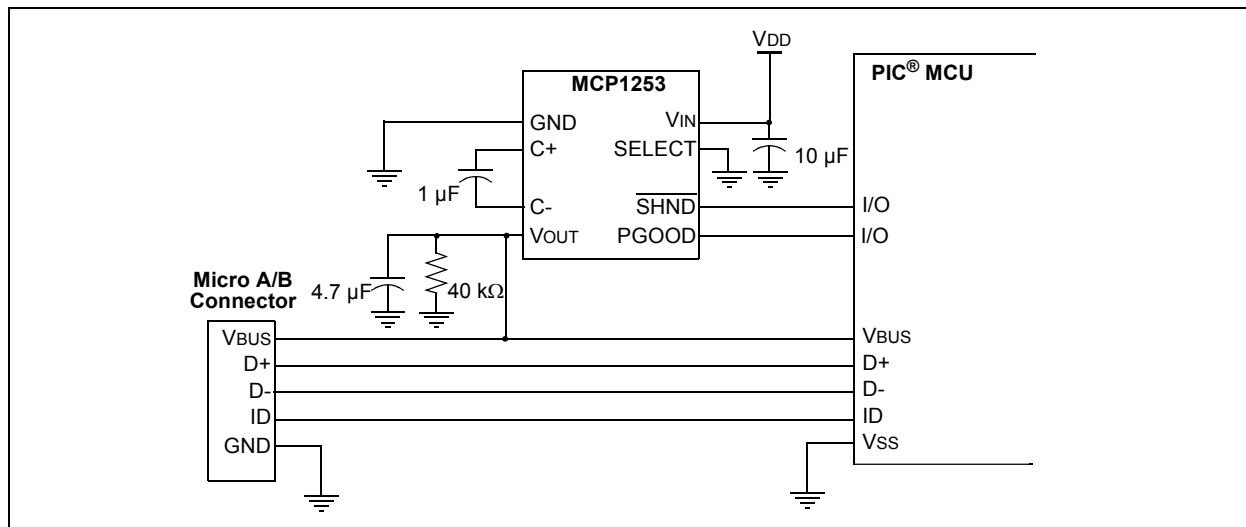 VDD
MCP1253
PIC® MCU
GND
VIN
C+
SELECT
10 µF
1 µF
C-
SHND
I/O
VOUT
PGOOD
I/O
Micro A/B
Connector
4.7 µF
40 kΩ
VBUS
VBUS
D+
D+
D-
D-
ID
ID
GND
VSS